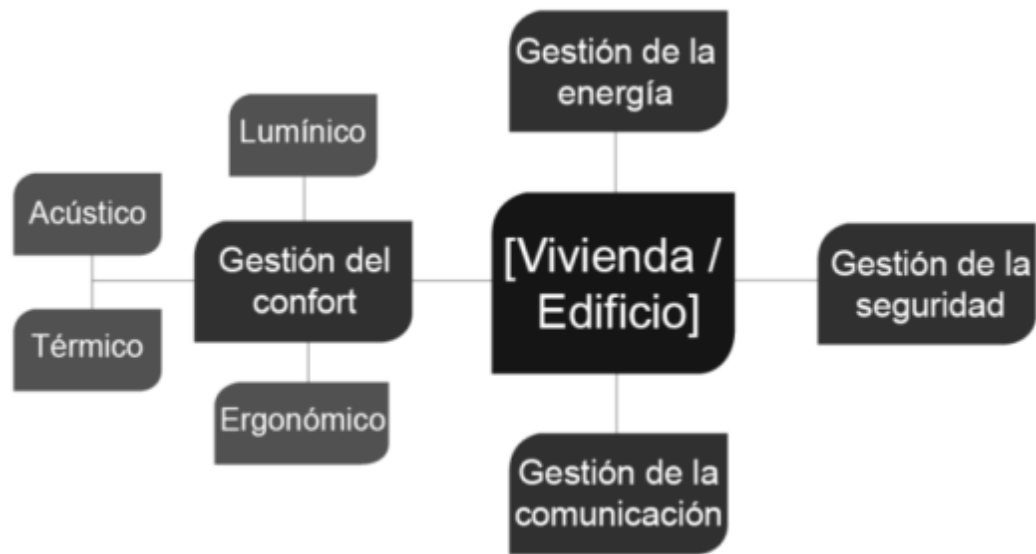 Gestión de la
energía
Lumínico
Acústico
Gestión del
confort
[Vivienda /
Edificio]
Gestión de la
seguridad
Térmico
Ergonómico
Gestión de la
comunicación